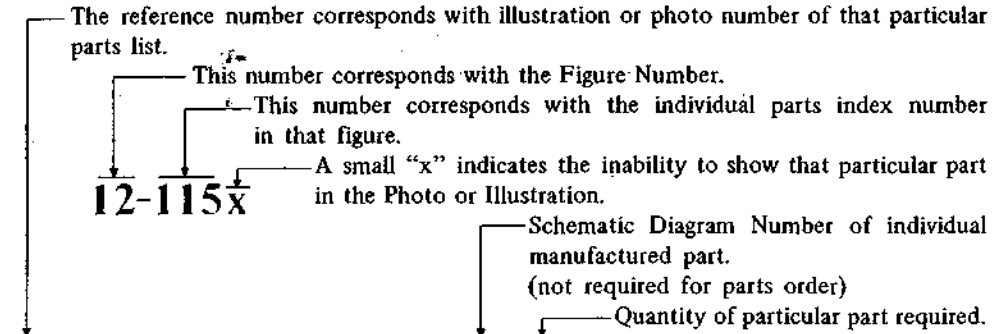 The reference number corresponds with illustration or photo number of that particular
parts list.
This number corresponds with the Figure Number.
This number corresponds with the individual parts index number
in that figure.
A small “x” indicates the inability to show that particular part
in the Photo or Illustration.
12-115x
Schematic Diagram Number of individual
manufactured part.
(not required for parts order)
Quantity of particular part required.